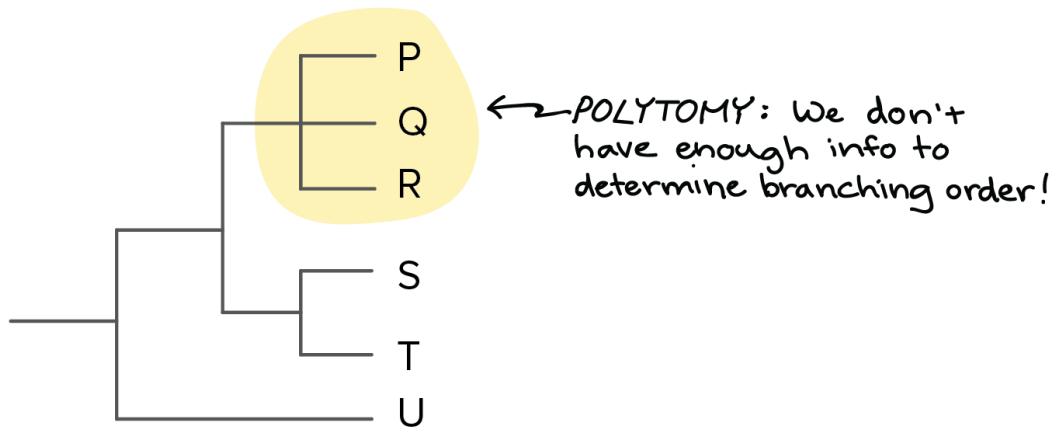 P
Q
R
S
T
U
POLYTOMY: We don't
have enough info to
determine branching order!